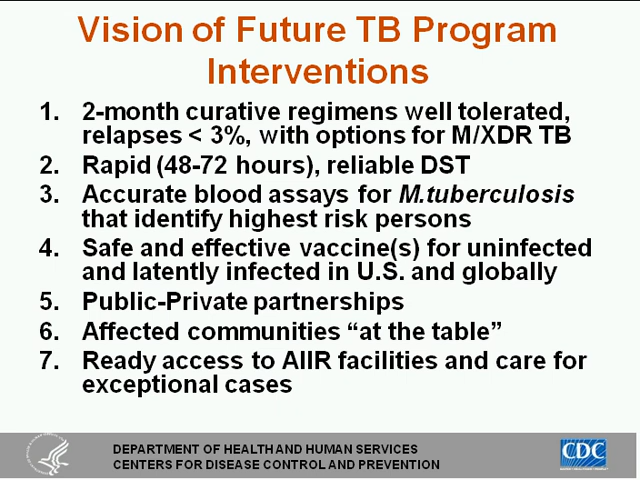 Vision of Future TB Program
Interventions
1. 2-month curative regimens well tolerated,
relapses < 3%, with options for M/XDR TB
2. Rapid (48-72 hours), reliable DST
3. Accurate blood assays for M.tuberculosis
that identify highest risk persons
4. Safe and effective vaccine(s) for uninfected
and latently infected in U.S. and globally
5. Public-Private partnerships
6. Affected communities “at the table”
7. Ready access to AIIR facilities and care for
exceptional cases
DEPARTMENT OF HEALTH AND HUMAN SERVICES
CENTERS FOR DISEASE CONTROL AND PREVENTION
CDC